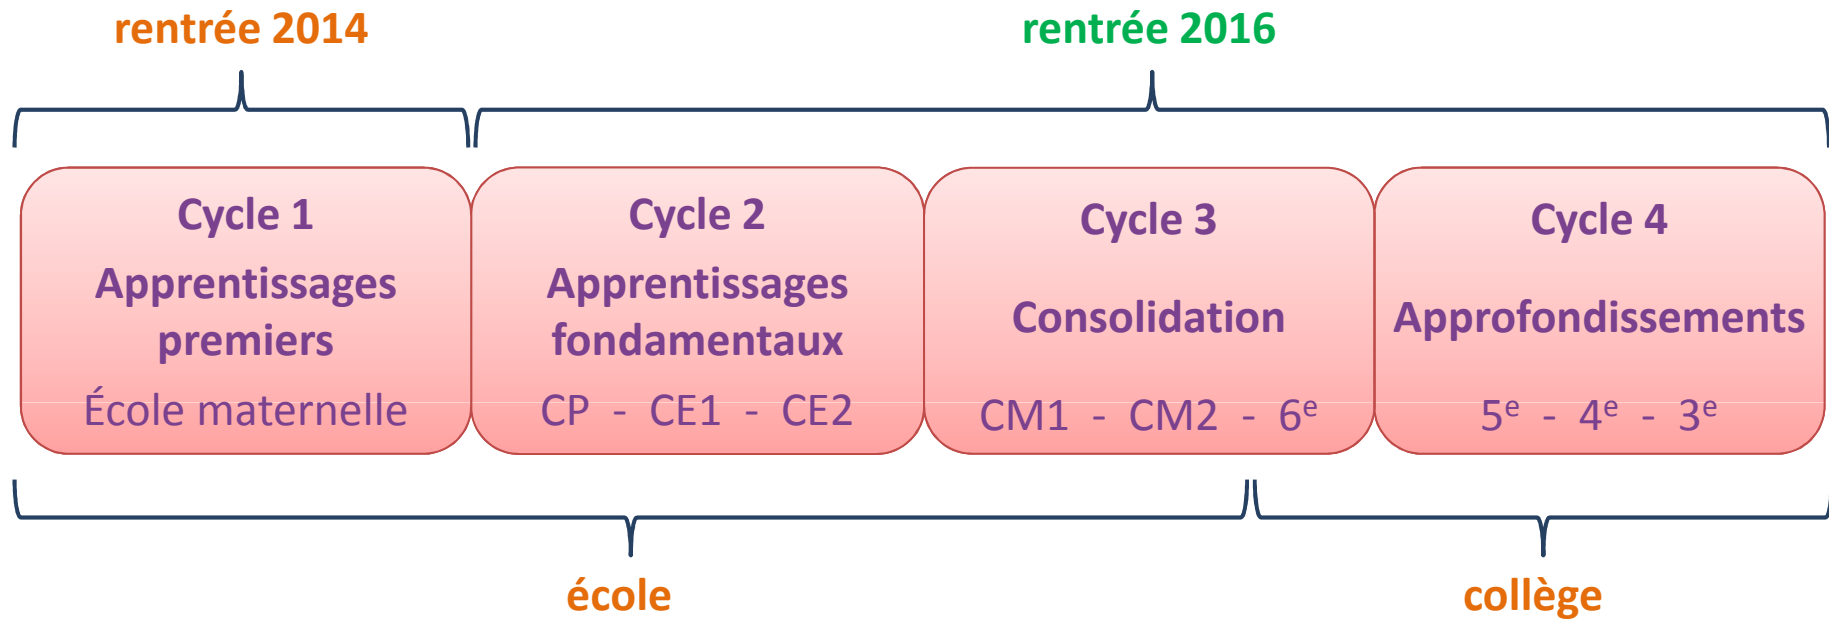 rentrée 2014
rentrée 2016
Cycle 1
Apprentissages
premiers
École maternelle
Cycle 2
Apprentissages
fondamentaux
CP - CE1 - CE2
Cycle 3
Consolidation
CM1 - CM2 - 6ᵉ
Cycle 4
Approfondissements
5ᵉ - 4ᵉ - 3ᵉ
école
collège